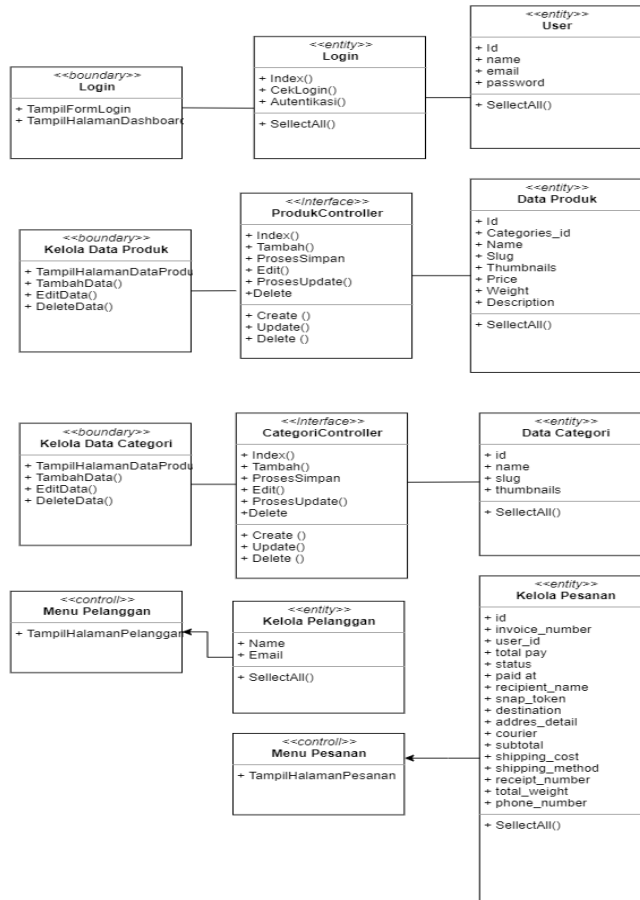 <<boundary>>
Login
+ TampilFormLogin
+ TampilHalamanDashboard
<<entity>>
Login
+ Index()
+ CekLogin()
+ Autentikasi()
+ SellectAll()
<<entity>>
User
+ Id
+ name
+ email
+ password
+ SellectAll()
<<boundary>>
Kelola Data Produk
+ TampilHalamanDataProdu
+ TambahData()
+ EditData()
+ DeleteData()
<<Interface>>
ProdukController
+ Index()
+ Tambah()
+ ProsesSimpan
+ Edit()
+ ProsesUpdate()
+Delete
+ Create ()
+ Update()
+ Delete ()
<<entity>>
Data Produk
+ Id
+ Categories_id
+ Name
+ Slug
+ Thumbnails
+ Price
+ Weight
+ Description
+ SellectAll()
<<boundary>>
Kelola Data Categori
+ TampilHalamanDataProdu
+ TambahData()
+ EditData()
+ DeleteData()
<<Interface>>
CategoriController
+ Index()
+ Tambah()
+ ProsesSimpan
+ Edit()
+ ProsesUpdate()
+Delete
+ Create ()
+ Update()
+ Delete ()
<<entity>>
Data Categori
+ id
+ name
+ slug
+ thumbnails
+ SellectAll()
<<controll>>
Menu Pelanggan
+ TampilHalamanPelanggan
<<entity>>
Kelola Pelanggan
+ Name
+ Email
+ SellectAll()
<<controll>>
Menu Pesanan
+ TampilHalamanPesanan
<<entity>>
Kelola Pesanan
+ id
+ invoice_number
+ user_id
+ total pay
+ status
+ paid at
+ recipient_name
+ snap_token
+ destination
+ addres_detail
+ courier
+ subtotal
+ shipping_cost
+ shipping_method
+ receipt_number
+ total_weight
+ phone_number
+ SellectAll()